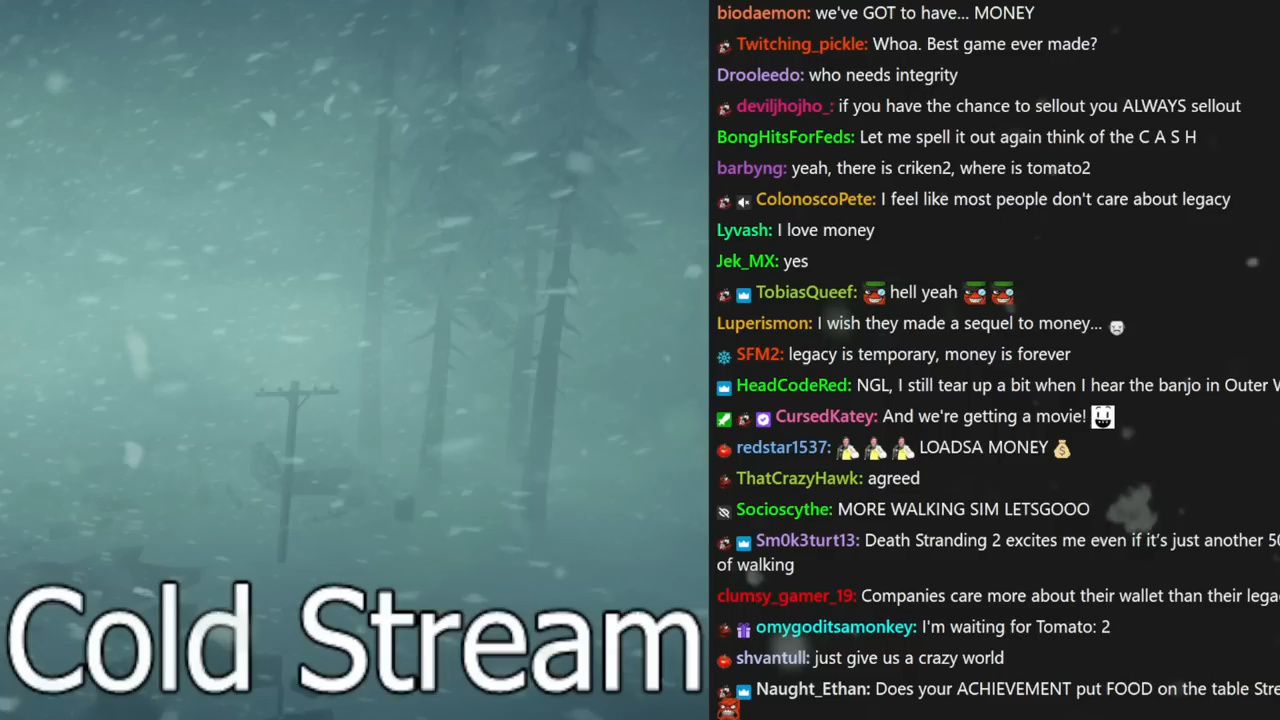 biodaemon: we've GOT to have... MONEY
Twitching_pickle: Whoa. Best game ever made?
Drooleedo: who needs integrity
deviljhojho_: if you have the chance to sellout you ALWAYS sellout
BongHitsForFeds: Let me spell it out again think of the C A S H
barbyng: yeah, there is criken2, where is tomato2
ColonoscoPete: I feel like most people don't care about legacy
Lyvash: I love money
Jek_MX: yes
TobiasQueef: hell yeah
Luperismon: I wish they made a sequel to money...
SFM2: legacy is temporary, money is forever
HeadCodeRed: NGL, I still tear up a bit when I hear the banjo in Outer
CursedKatey: And we're getting a movie!
redstar1537: LOADSA MONEY
ThatCrazyHawk: agreed
Socioscythe: MORE WALKING SIM LETSGOOO
Sm0k3turt13: Death Stranding 2 excites me even if it's just another
of walking
clumsy_gamer_19: Companies care more about their wallet than their
omygoditsamonkey: I'm waiting for Tomato: 2
shvantull: just give us a crazy world
Naught_Ethan: Does your ACHIEVEMENT put FOOD on the table
Cold Stream